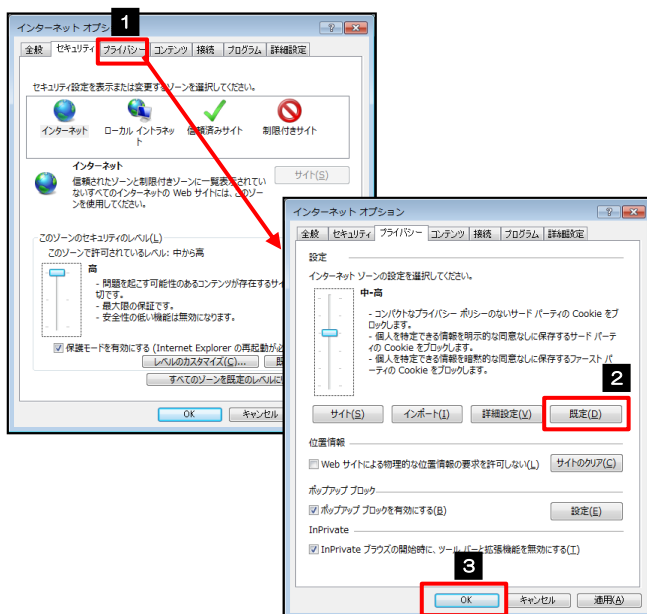 1
インターネット オプシ
全般 セキュリティ プライバシー コンテンツ 接続 プログラム 詳細設定
セキュリティ設定を表示または変更するゾーンを選択してください。
インターネット ローカル イントラネッ 信頼済みサイト 制限付きサイト
ト
インターネット
信頼されたゾーンと制限付きゾーンに一覧表示されてい
ないすべてのインターネットの Web サイトには、このゾー
ンを使用してください。
サイト(S)
このゾーンのセキュリティのレベル(L)
このゾーンで許可されているレベル: 中から高
高
- 問題を起こす可能性のあるコンテンツが存在するサイ
切です。
- 最大限の保証です。
- 安全性の低い機能は無効になります。
保護モードを有効にする (Internet Explorer の再起動が必
レベルのカスタマイズ(C)...
すべてのゾーンを既定のレベルに
OK キャンセル
インターネット オプション
全般 セキュリティ プライバシー コンテンツ 接続 プログラム 詳細設定
設定
インターネット ゾーンの設定を選択してください。
中-高
- コンパクトなプライバシー ポリシーのないサード パーティの Cookie をブ
ロックします。
- 個人を特定できる情報を明示的な同意なしに保存するサード パーテ
ィの Cookie をブロックします。
- 個人を特定できる情報を暗黙的な同意なしに保存するファースト パ
ーティの Cookie をブロックします。
2
サイト(S) インポート(I) 詳細設定(V) 既定(D)
位置情報
Web サイトによる物理的な位置情報の要求を許可しない(L) サイトのクリア(C)
ポップアップ ブロック
ポップアップ ブロックを有効にする(B) 設定(E)
InPrivate
InPrivate ブラウズの開始時に、ツール バーと拡張機能を無効にする(T)
3
OK キャンセル 適用(A)